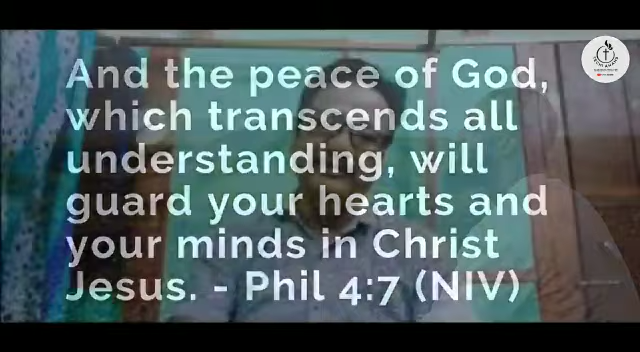 And the peace of God,
which transcends all
understanding, will
guard your hearts and
your minds in Christ
Jesus. - Phil 4:7 (NIV)